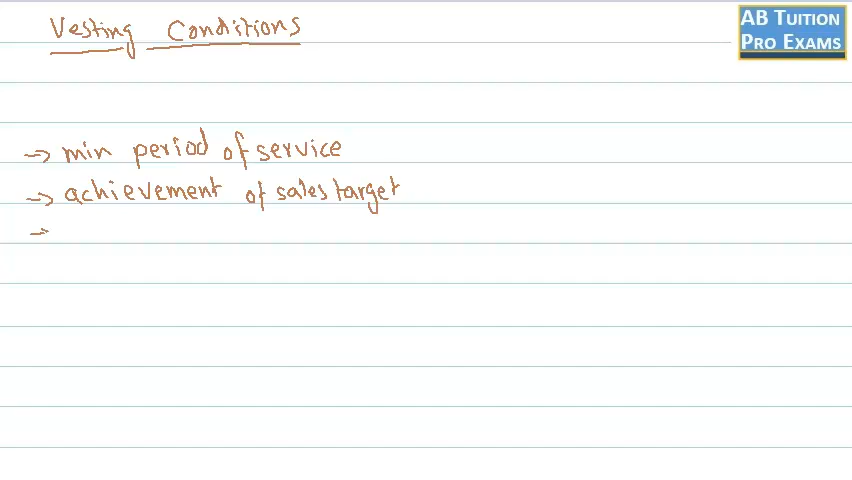 Vesting Conditions
AB TUITION
PRO EXAMS
→ min period of service
→ achievement of sales target
→